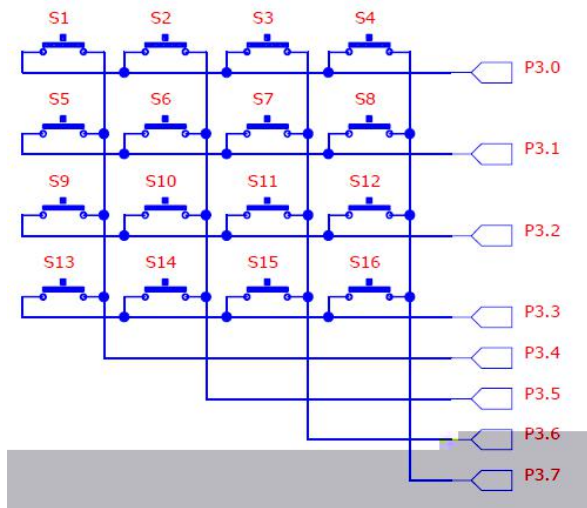 S1 S2 S3 S4
P3.0
S5 S6 S7 S8
P3.1
S9 S10 S11 S12
P3.2
S13 S14 S15 S16
P3.3
P3.4
P3.5
P3.6
P3.7